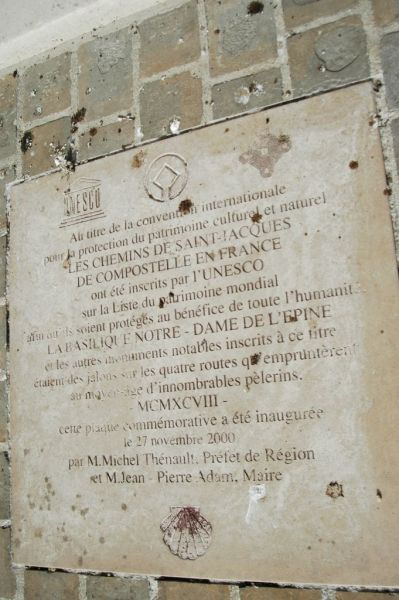 UNESCO
Au titre de la convention internationale
pour la protection du patrimoine culturel et naturel
LES CHEMINS DE SAINT-JACQUES
DE COMPOSTELLE EN FRANCE
ont été inscrits par l'UNESCO
sur la Liste du patrimoine mondial
afin qu'ils soient protégés au bénéfice de toute l'humanité
LA BASILIQUE NOTRE - DAME DE L'EPINE
et les autres monuments notables inscrits à ce titre
étaient des jalons sur les quatre routes qu'empruntèrent
au moyen-âge d'innombrables pèlerins.
- MCMXCVIII -
cette plaque commémorative a été inaugurée
le 27 novembre 2000
par M.Michel Thénault, Préfet de Région
et M.Jean - Pierre Adam, Maire